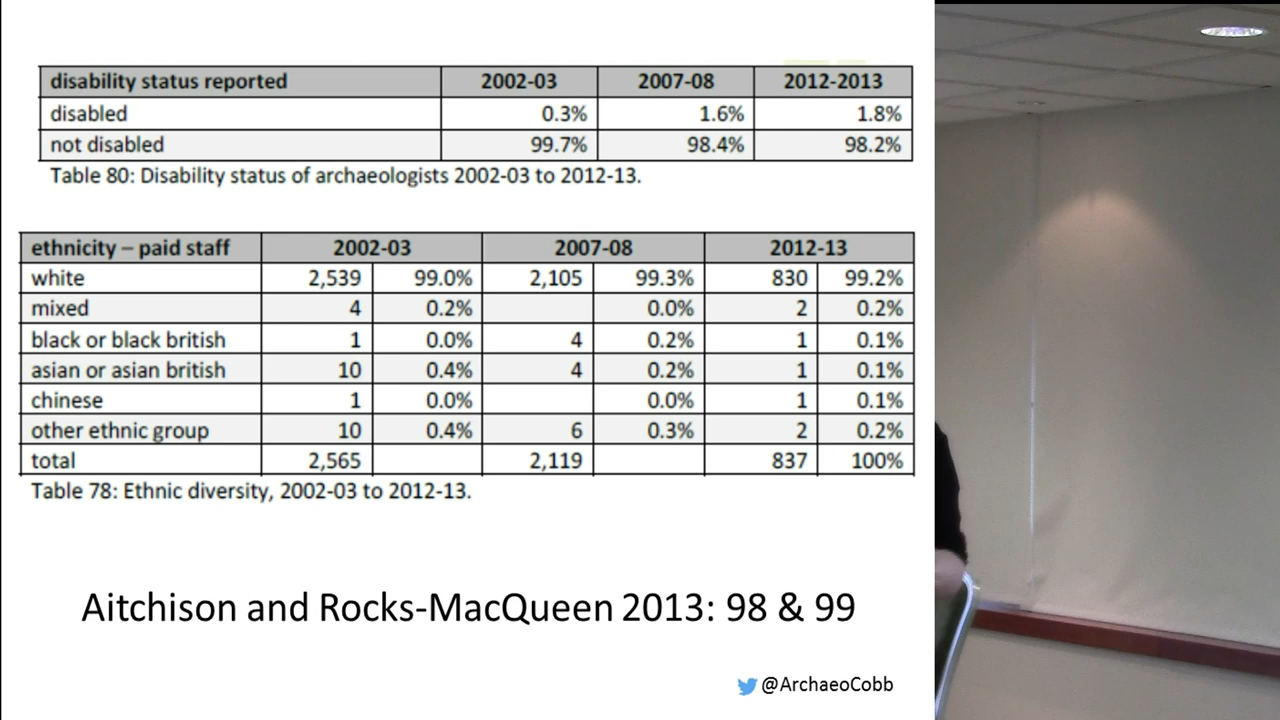 disability status reported 2002-03 2007-08 2012-2013
disabled 0.3% 1.6% 1.8%
not disabled 99.7% 98.4% 98.2%
Table 80: Disability status of archaeologists 2002-03 to 2012-13.
ethnicity – paid staff 2002-03 2007-08 2012-13
white 2,539 99.0% 2,105 99.3% 830 99.2%
mixed 4 0.2% 0.0% 2 0.2%
black or black british 1 0.0% 4 0.2% 1 0.1%
asian or asian british 10 0.4% 4 0.2% 1 0.1%
chinese 1 0.0% 0.0% 1 0.1%
other ethnic group 10 0.4% 6 0.3% 2 0.2%
total 2,565 2,119 837 100%
Table 78: Ethnic diversity, 2002-03 to 2012-13.
Aitchison and Rocks-MacQueen 2013: 98 & 99
@ArchaeoCobb